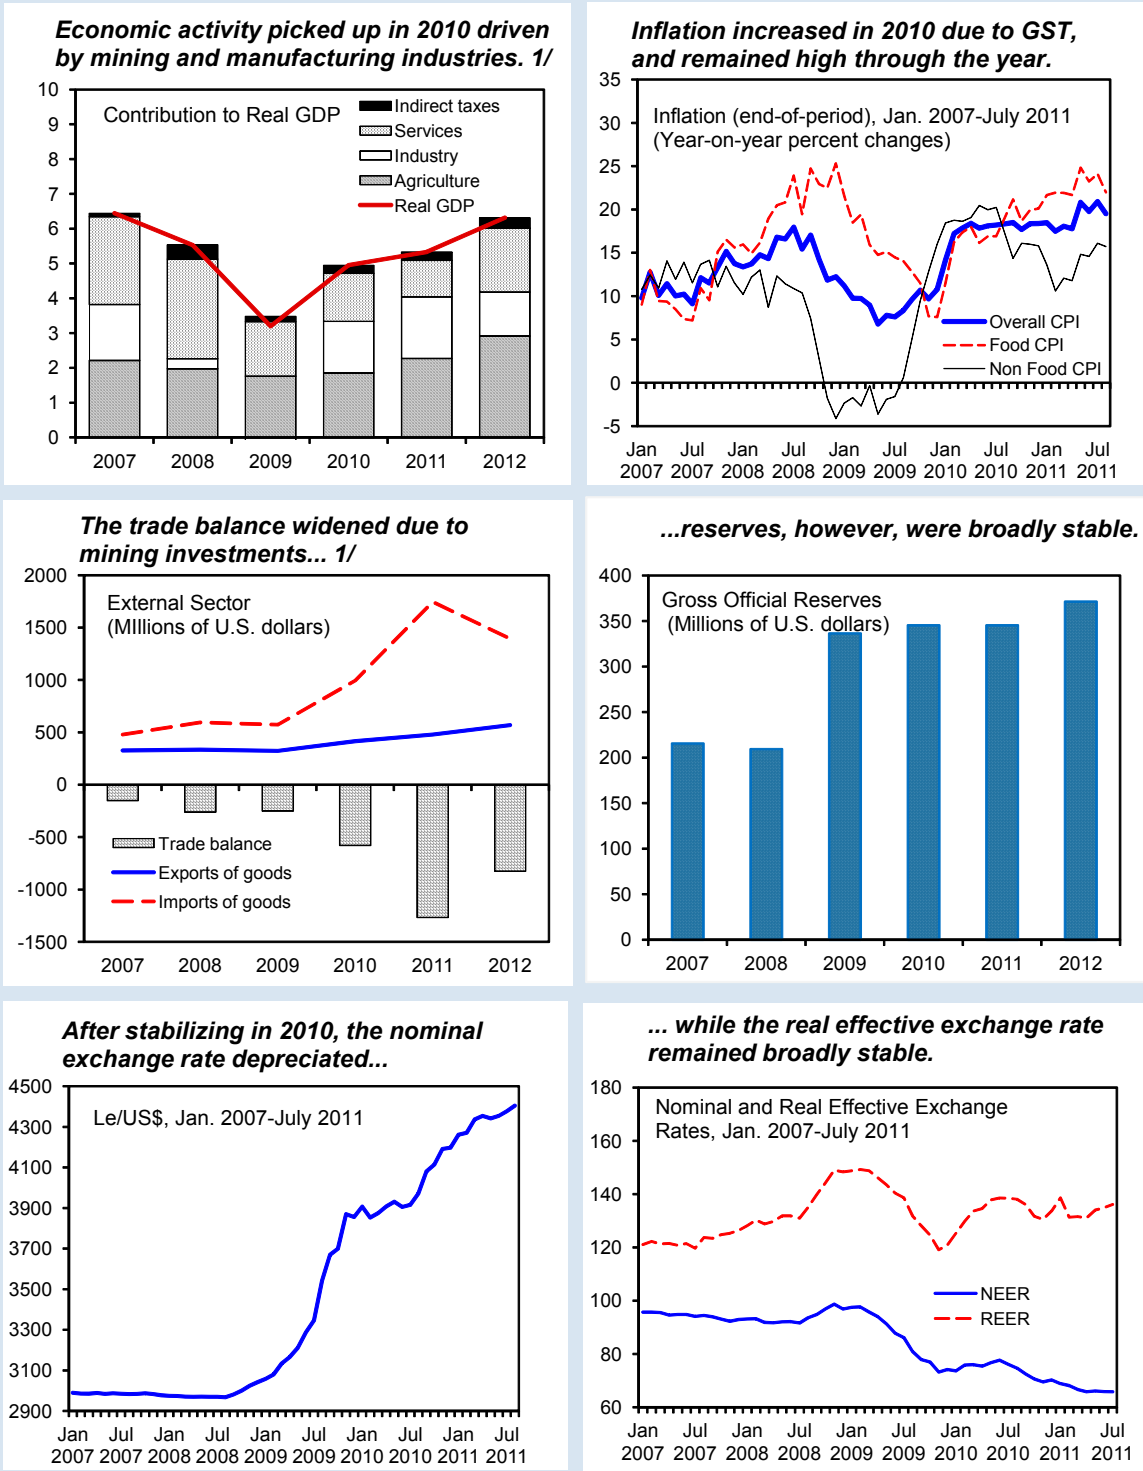 Economic activity picked up in 2010 driven
by mining and manufacturing industries. 1/
10
9
8
7
6
5
4
3
2
1
0
Contribution to Real GDP
Indirect taxes
Services
Industry
Agriculture
Real GDP
2007 2008 2009 2010 2011 2012
Inflation increased in 2010 due to GST,
and remained high through the year.
35
30
25
20
15
10
5
0
-5
Inflation (end-of-period), Jan. 2007-July 2011
(Year-on-year percent changes)
Overall CPI
Food CPI
Non Food CPI
Jan Jul Jan Jul Jan Jul Jan Jul Jan Jul
2007 2007 2008 2008 2009 2009 2010 2010 2011 2011
The trade balance widened due to
mining investments... 1/
2000
1500
1000
500
0
-500
-1000
-1500
External Sector
(MIllions of U.S. dollars)
Trade balance
Exports of goods
Imports of goods
2007 2008 2009 2010 2011 2012
...reserves, however, were broadly stable.
400
350
300
250
200
150
100
50
0
Gross Official Reserves
(Millions of U.S. dollars)
2007 2008 2009 2010 2011 2012
After stabilizing in 2010, the nominal
exchange rate depreciated...
4500
4300
4100
3900
3700
3500
3300
3100
2900
Le/US$, Jan. 2007-July 2011
Jan Jul Jan Jul Jan Jul Jan Jul Jan Jul
2007 2007 2008 2008 2009 2009 2010 2010 2011 2011
... while the real effective exchange rate
remained broadly stable.
180
160
140
120
100
80
60
Nominal and Real Effective Exchange
Rates, Jan. 2007-July 2011
NEER
REER
Jan Jul Jan Jul Jan Jul Jan Jul Jan Jul
2007 2007 2008 2008 2009 2009 2010 2010 2011 2011